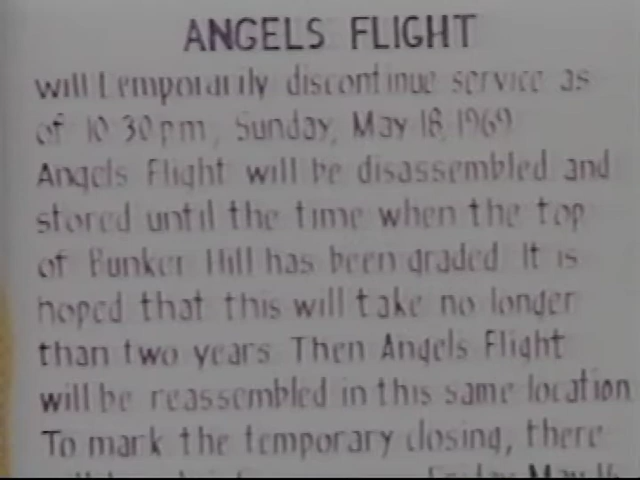 ANGELS FLIGHT
will temporarily discontinue service as
of 10 30 pm, Sunday, May 18, 1969
Angels Flight will be disassembled and
stored until the time when the top
of Bunker Hill has been graded. It is
hoped that this will take no longer
than two years. Then Angels Flight
will be reassembled in this same location
To mark the temporary closing, there
Friday May 16